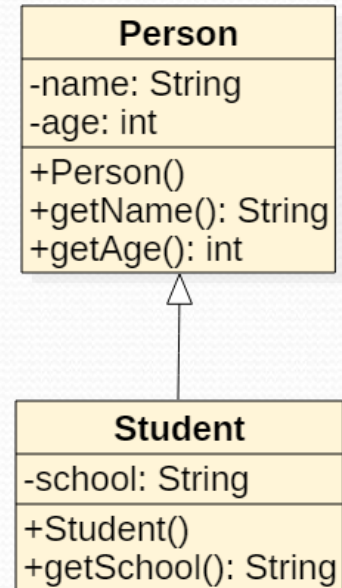 Person
-name: String
-age: int
+Person()
+getName(): String
+getAge(): int
Student
-school: String
+Student()
+getSchool(): String